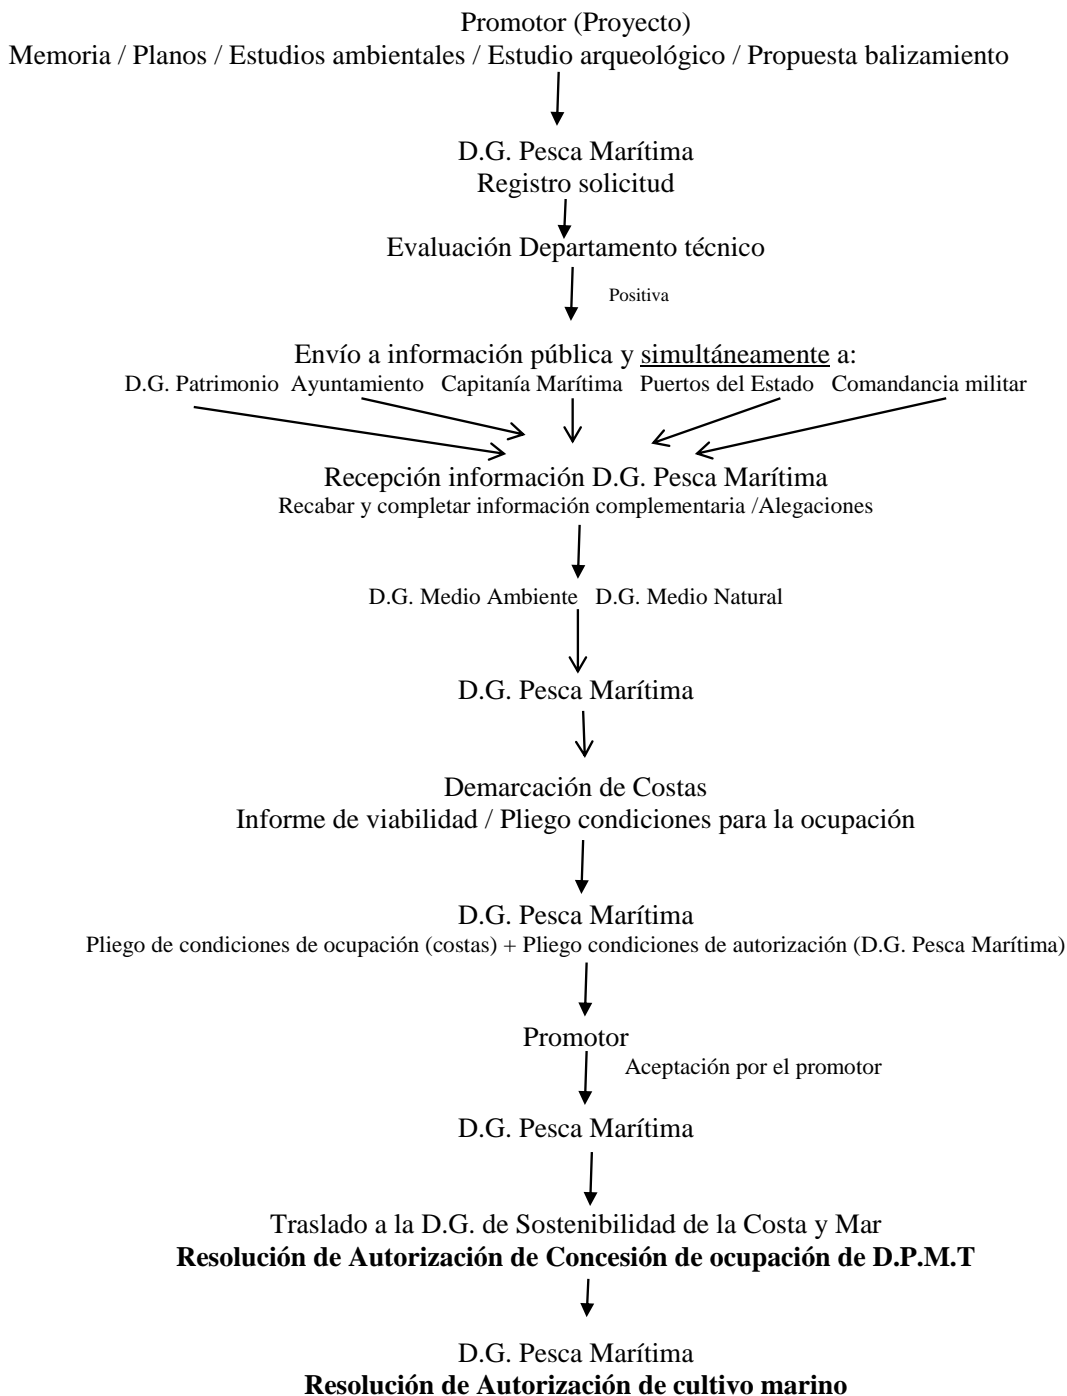 Promotor (Proyecto)
Memoria / Planos / Estudios ambientales / Estudio arqueológico / Propuesta balizamiento
D.G. Pesca Marítima
Registro solicitud
Evaluación Departamento técnico
Positiva
Envío a información pública y simultáneamente a:
D.G. Patrimonio Ayuntamiento Capitanía Marítima Puertos del Estado Comandancia militar
Recepción información D.G. Pesca Marítima
Recabar y completar información complementaria /Alegaciones
D.G. Medio Ambiente D.G. Medio Natural
D.G. Pesca Marítima
Demarcación de Costas
Informe de viabilidad / Pliego condiciones para la ocupación
D.G. Pesca Marítima
Pliego de condiciones de ocupación (costas) + Pliego condiciones de autorización (D.G. Pesca Marítima)
Promotor
Aceptación por el promotor
D.G. Pesca Marítima
Traslado a la D.G. de Sostenibilidad de la Costa y Mar
Resolución de Autorización de Concesión de ocupación de D.P.M.T
D.G. Pesca Marítima
Resolución de Autorización de cultivo marino